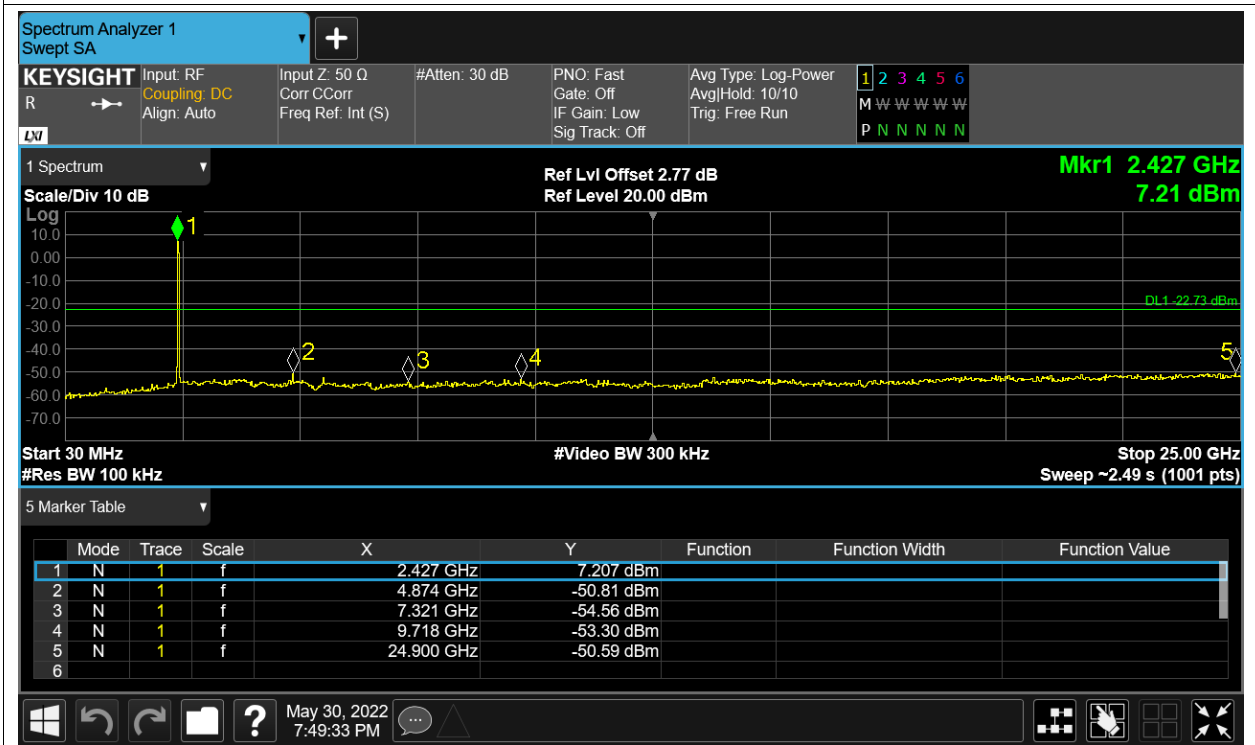 Spectrum Analyzer 1
Swept SA
+
KEYSIGHT Input: RF Input Z: 50 Ω #Atten: 30 dB PNO: Fast Avg Type: Log-Power 1 2 3 4 5 6
R Coupling: DC Corr CCorr Gate: Off Avg|Hold: 10/10 M W W W W W
Align: Auto Freq Ref: Int (S) IF Gain: Low Trig: Free Run
LXI Sig Track: Off P N N N N N
1 Spectrum Ref Lvl Offset 2.77 dB Mkr1 2.427 GHz
Scale/Div 10 dB Ref Level 20.00 dBm 7.21 dBm
Log
1
10.0
0.00
-10.0
-20.0 DL1 -22.73 dBm
-30.0
-40.0 2 3 4 5
-50.0
-60.0
-70.0
Start 30 MHz #Video BW 300 kHz Stop 25.00 GHz
#Res BW 100 kHz Sweep ~2.49 s (1001 pts)
5 Marker Table
Mode Trace Scale X Y Function Function Width Function Value
1 N 1 f 2.427 GHz 7.207 dBm
2 N 1 f 4.874 GHz -50.81 dBm
3 N 1 f 7.321 GHz -54.56 dBm
4 N 1 f 9.718 GHz -53.30 dBm
5 N 1 f 24.900 GHz -50.59 dBm
6
? May 30, 2022
7:49:33 PM